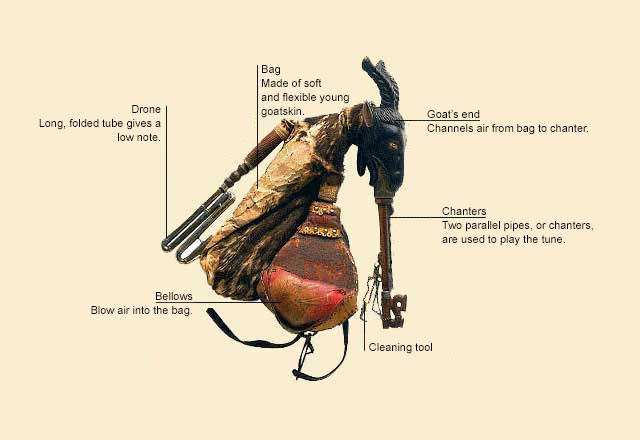 Bag
Made of soft
and flexible young
goatskin.
Drone
Long, folded tube gives a
low note.
Goat's end
Channels air from bag to chanter.
Chanters
Two parallel pipes, or chanters,
are used to play the tune.
Bellows
Blow air into the bag.
Cleaning tool